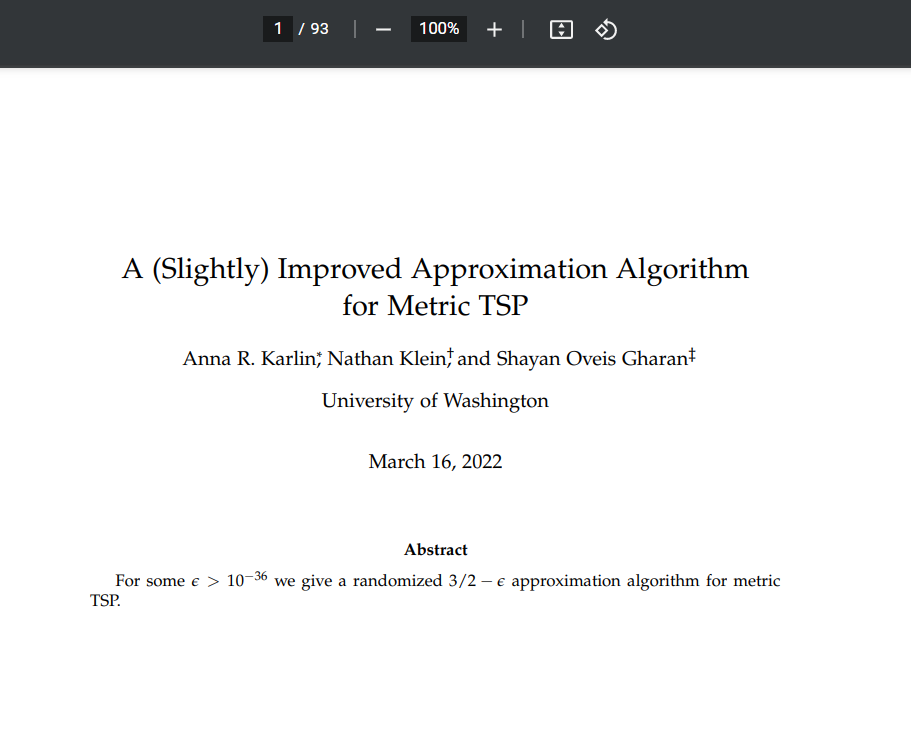 1 / 93 | − 100% + |
A (Slightly) Improved Approximation Algorithm
for Metric TSP
Anna R. Karlin*, Nathan Klein†, and Shayan Oveis Gharan‡
University of Washington
March 16, 2022
Abstract
For some ϵ > 10⁻³⁶ we give a randomized 3/2 − ϵ approximation algorithm for metric
TSP.